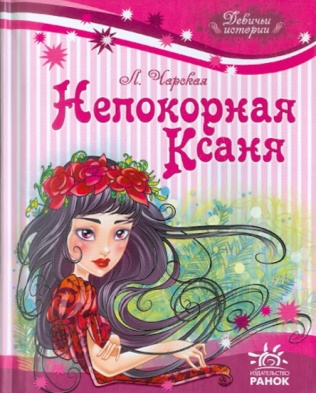 Девичьи
истории
Л. Чарская
Непокорная
Ксаня
ИЗДАТЕЛЬСТВО
РАНОК